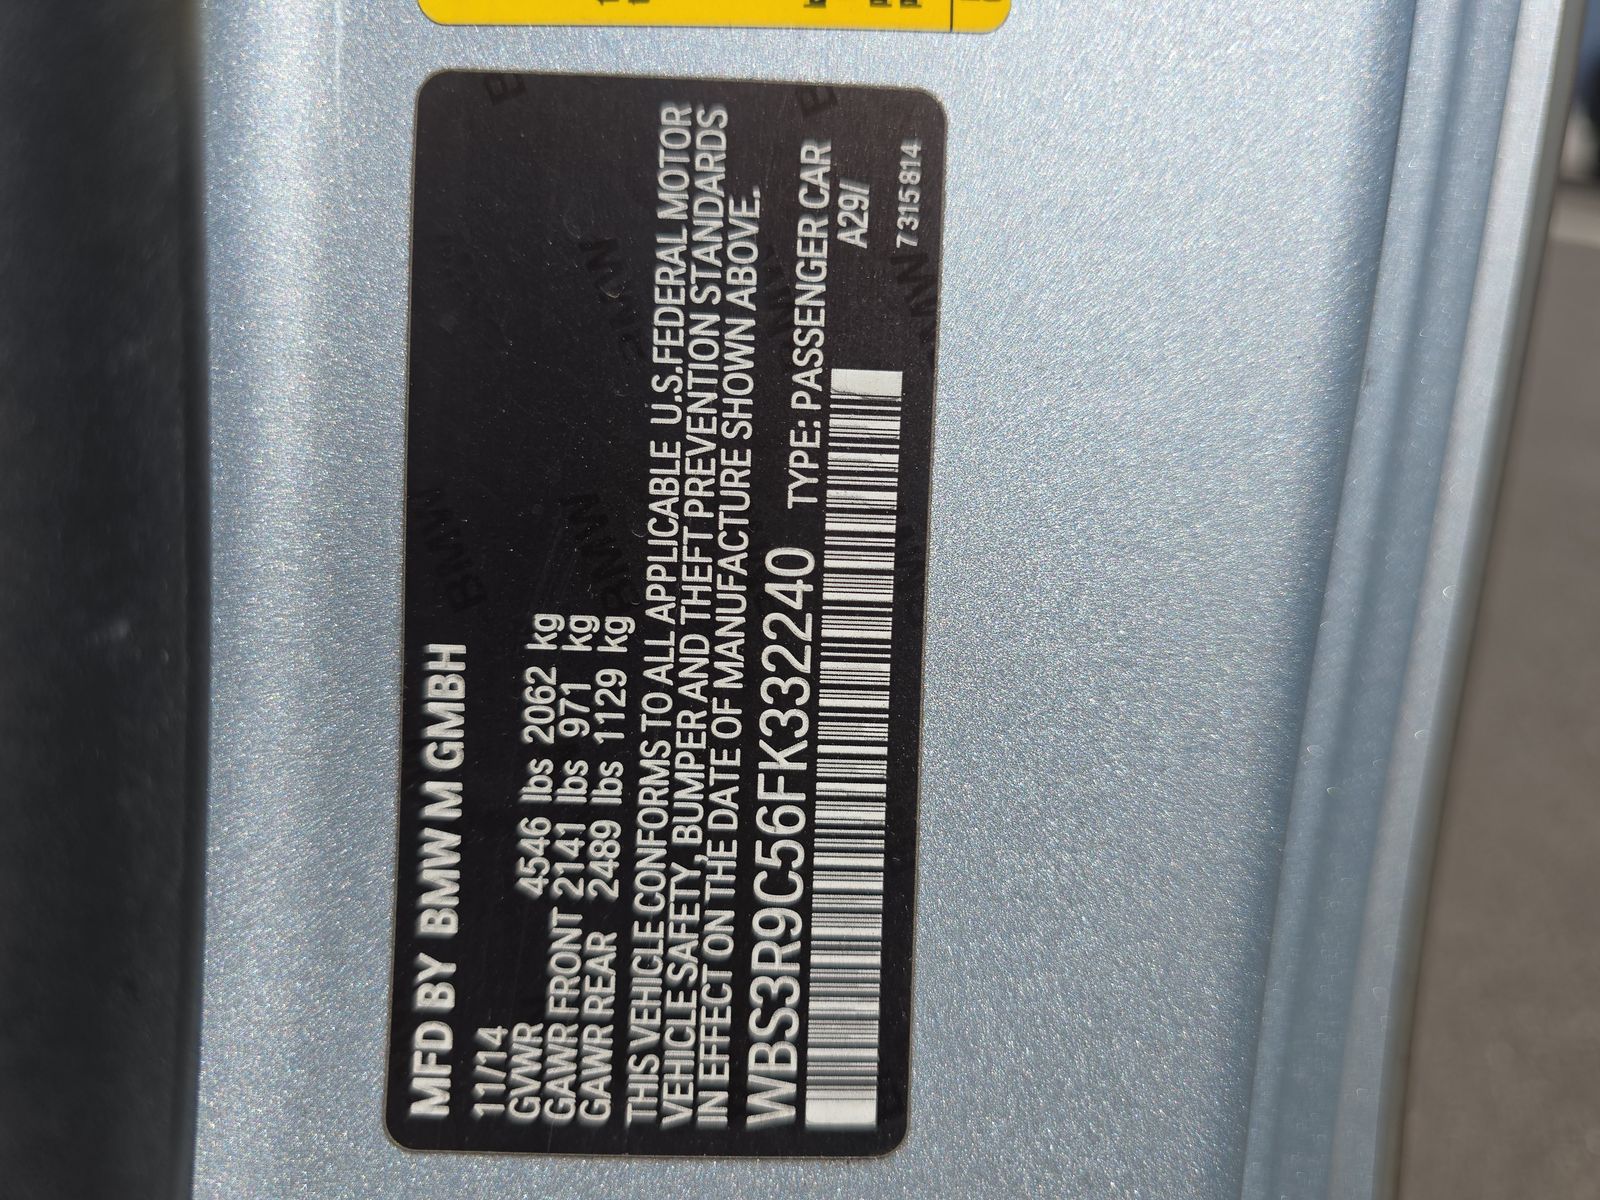 MFD BY BMW M GMBH
11/14
GVWR 4546 lbs 2062 kg
GAWR FRONT 2141 lbs 971 kg
GAWR REAR 2489 lbs 1129 kg
THIS VEHICLE CONFORMS TO ALL APPLICABLE U.S.FEDERAL MOTOR
VEHICLE SAFETY, BUMPER AND THEFT PREVENTION STANDARDS
IN EFFECT ON THE DATE OF MANUFACTURE SHOWN ABOVE.
WBS3R9C56FK332240 TYPE: PASSENGER CAR
A29/
7315814